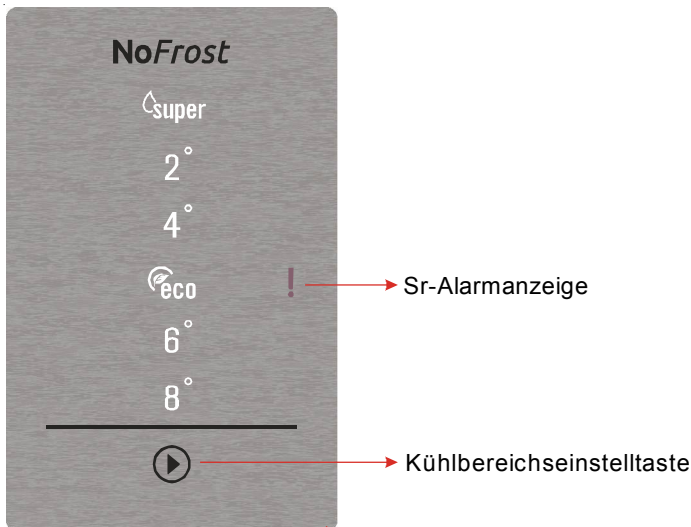 NoFrost
super
2°
4°
eco
!
Sr-Alarmanzeige
6°
8°
Kühlbereichseinstelltaste